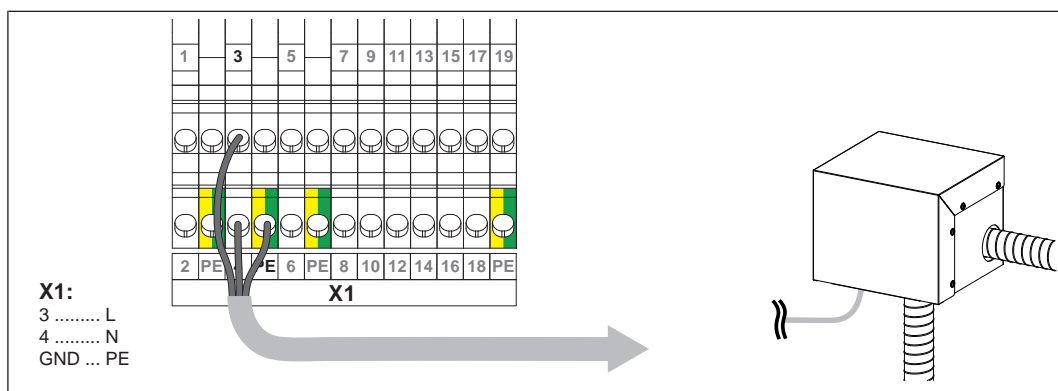 1 3 5 7 9 11 13 15 17 19
2 PE 4 PE 6 PE 8 10 12 14 16 18 PE
X1
X1:
3 ......... L
4 ......... N
GND ... PE